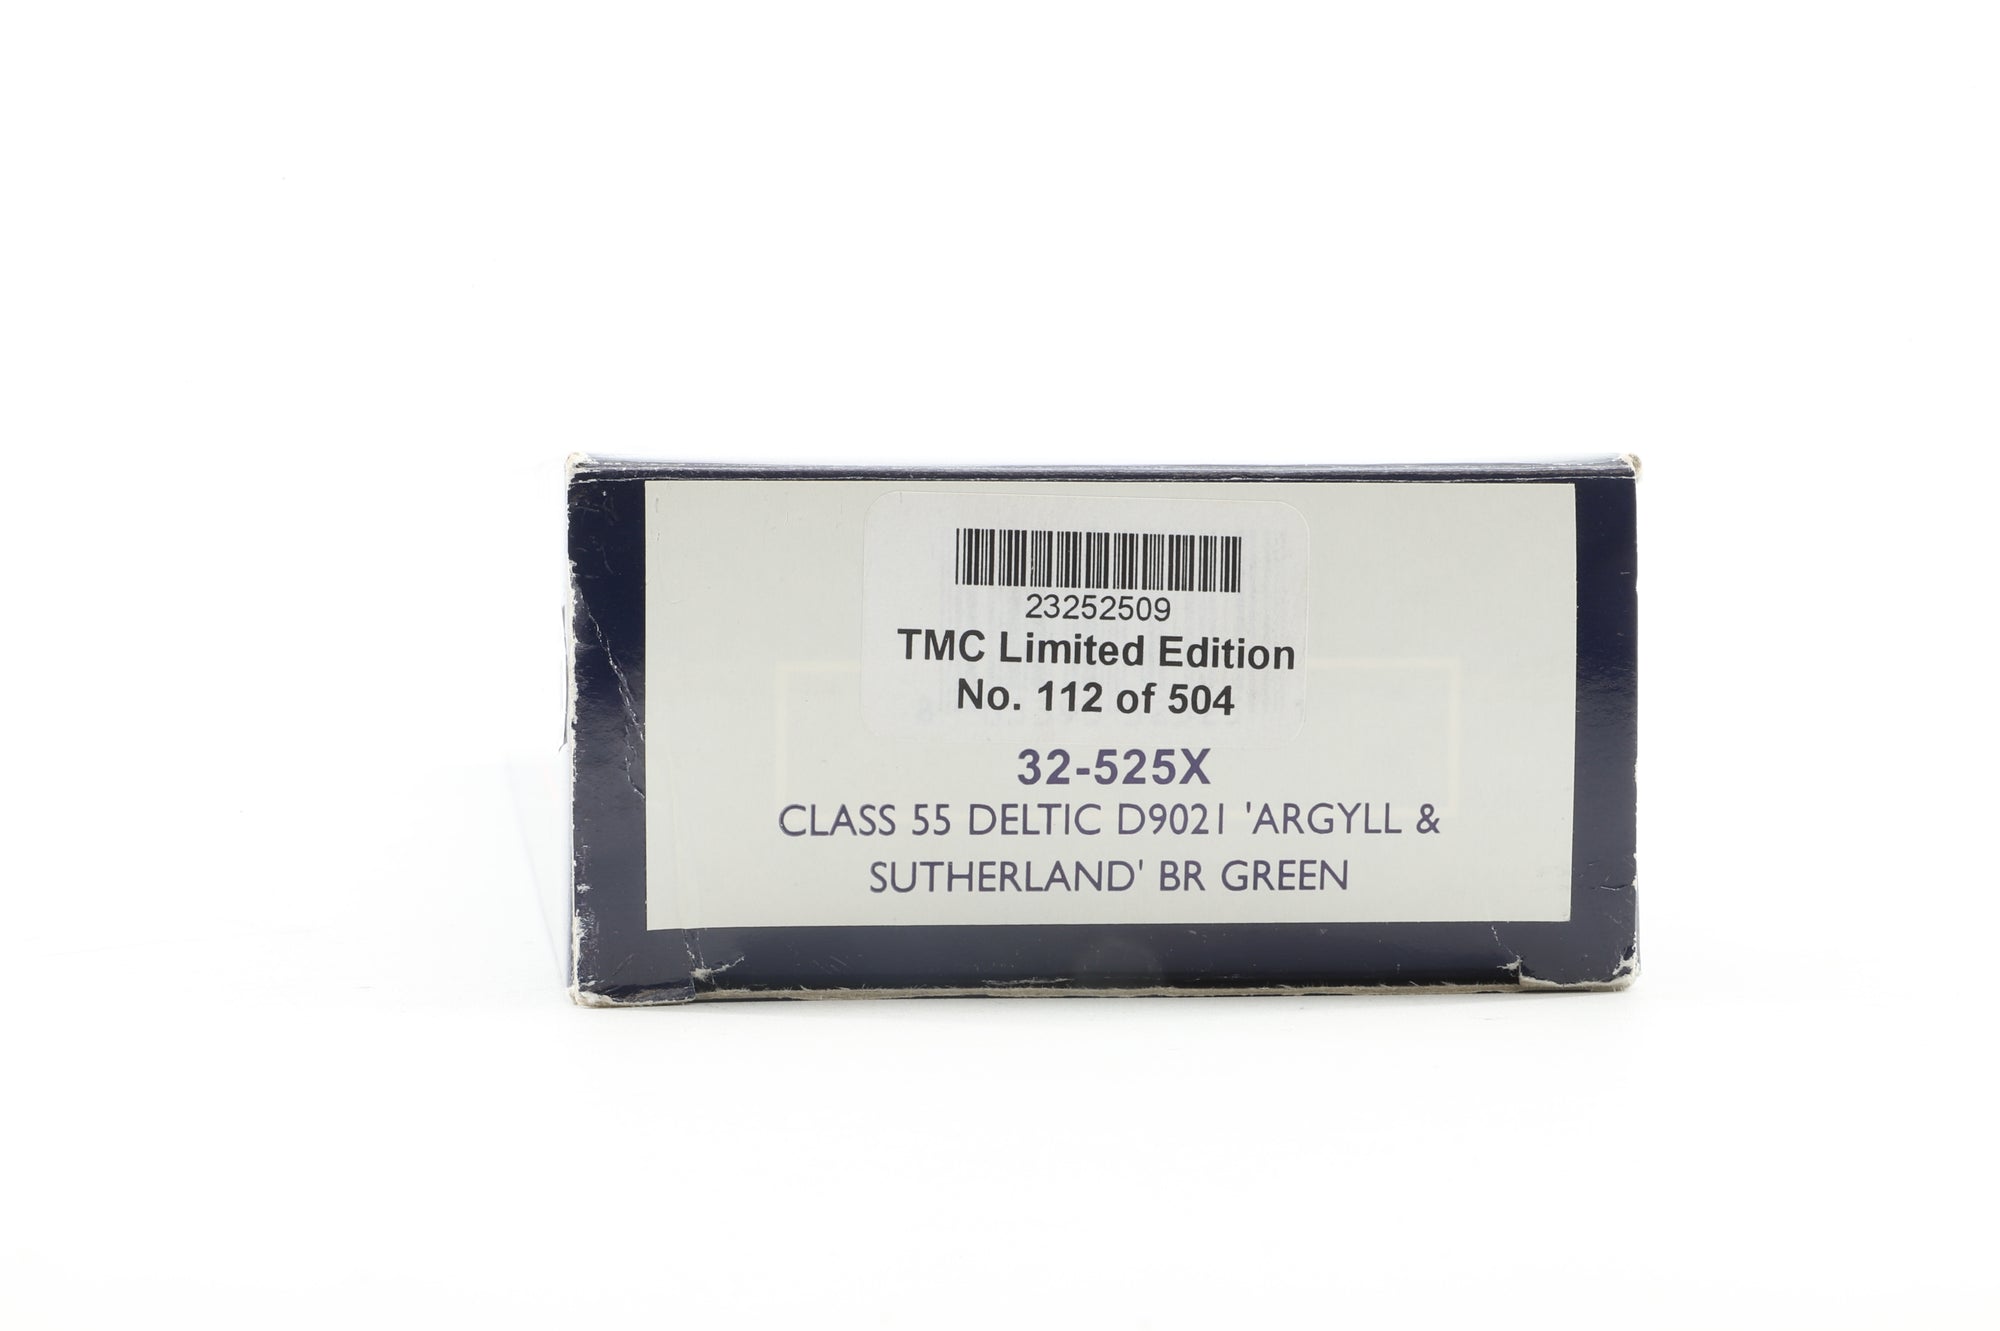 23252509
TMC Limited Edition
No. 112 of 504
32-525X
CLASS 55 DELTIC D9021 'ARGYLL &
SUTHERLAND' BR GREEN